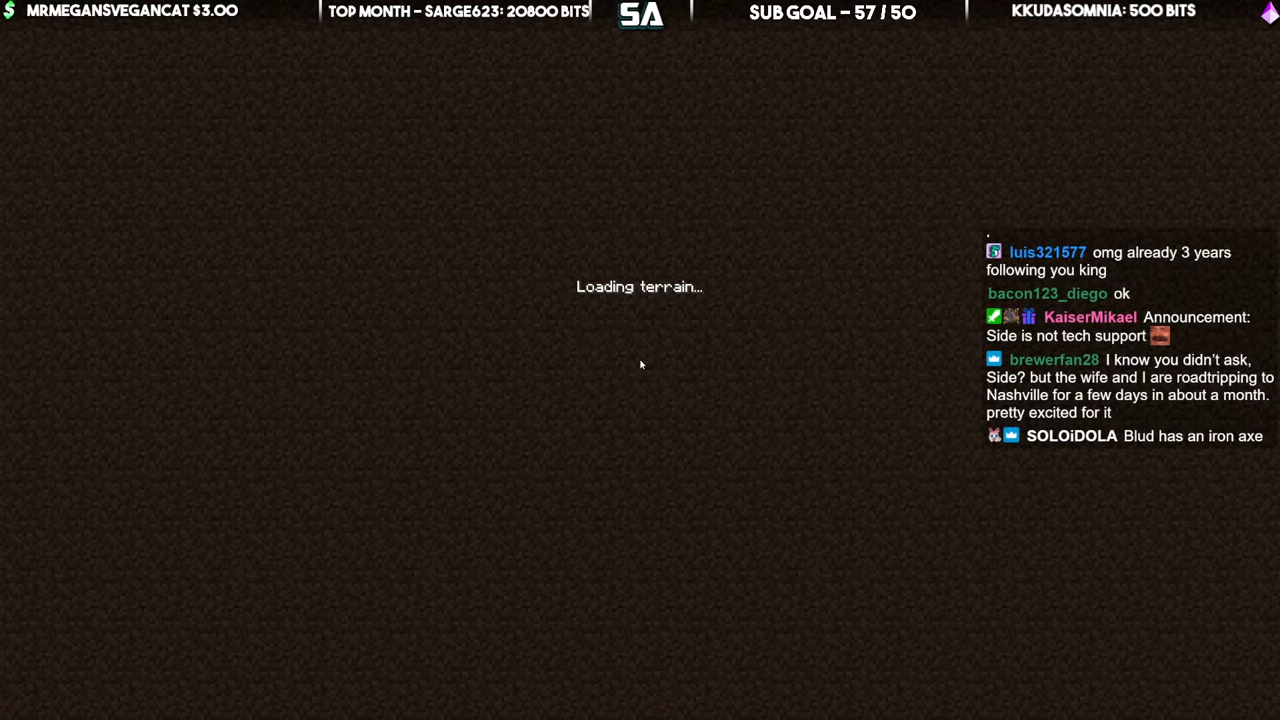 MRMEGANSVEGANCAT $3.00
TOP MONTH - SARGE623: 20800 BITS
SA
SUB GOAL - 57 / 50
KKUDASOMNIA: 500 BITS
Loading terrain...
luis321577 omg already 3 years
following you king
bacon123_diego ok
KaiserMikael Announcement:
Side is not tech support
brewerfan28 I know you didn't ask,
Side? but the wife and I are roadtripping to
Nashville for a few days in about a month.
pretty excited for it
SOLOiDOLA Blud has an iron axe